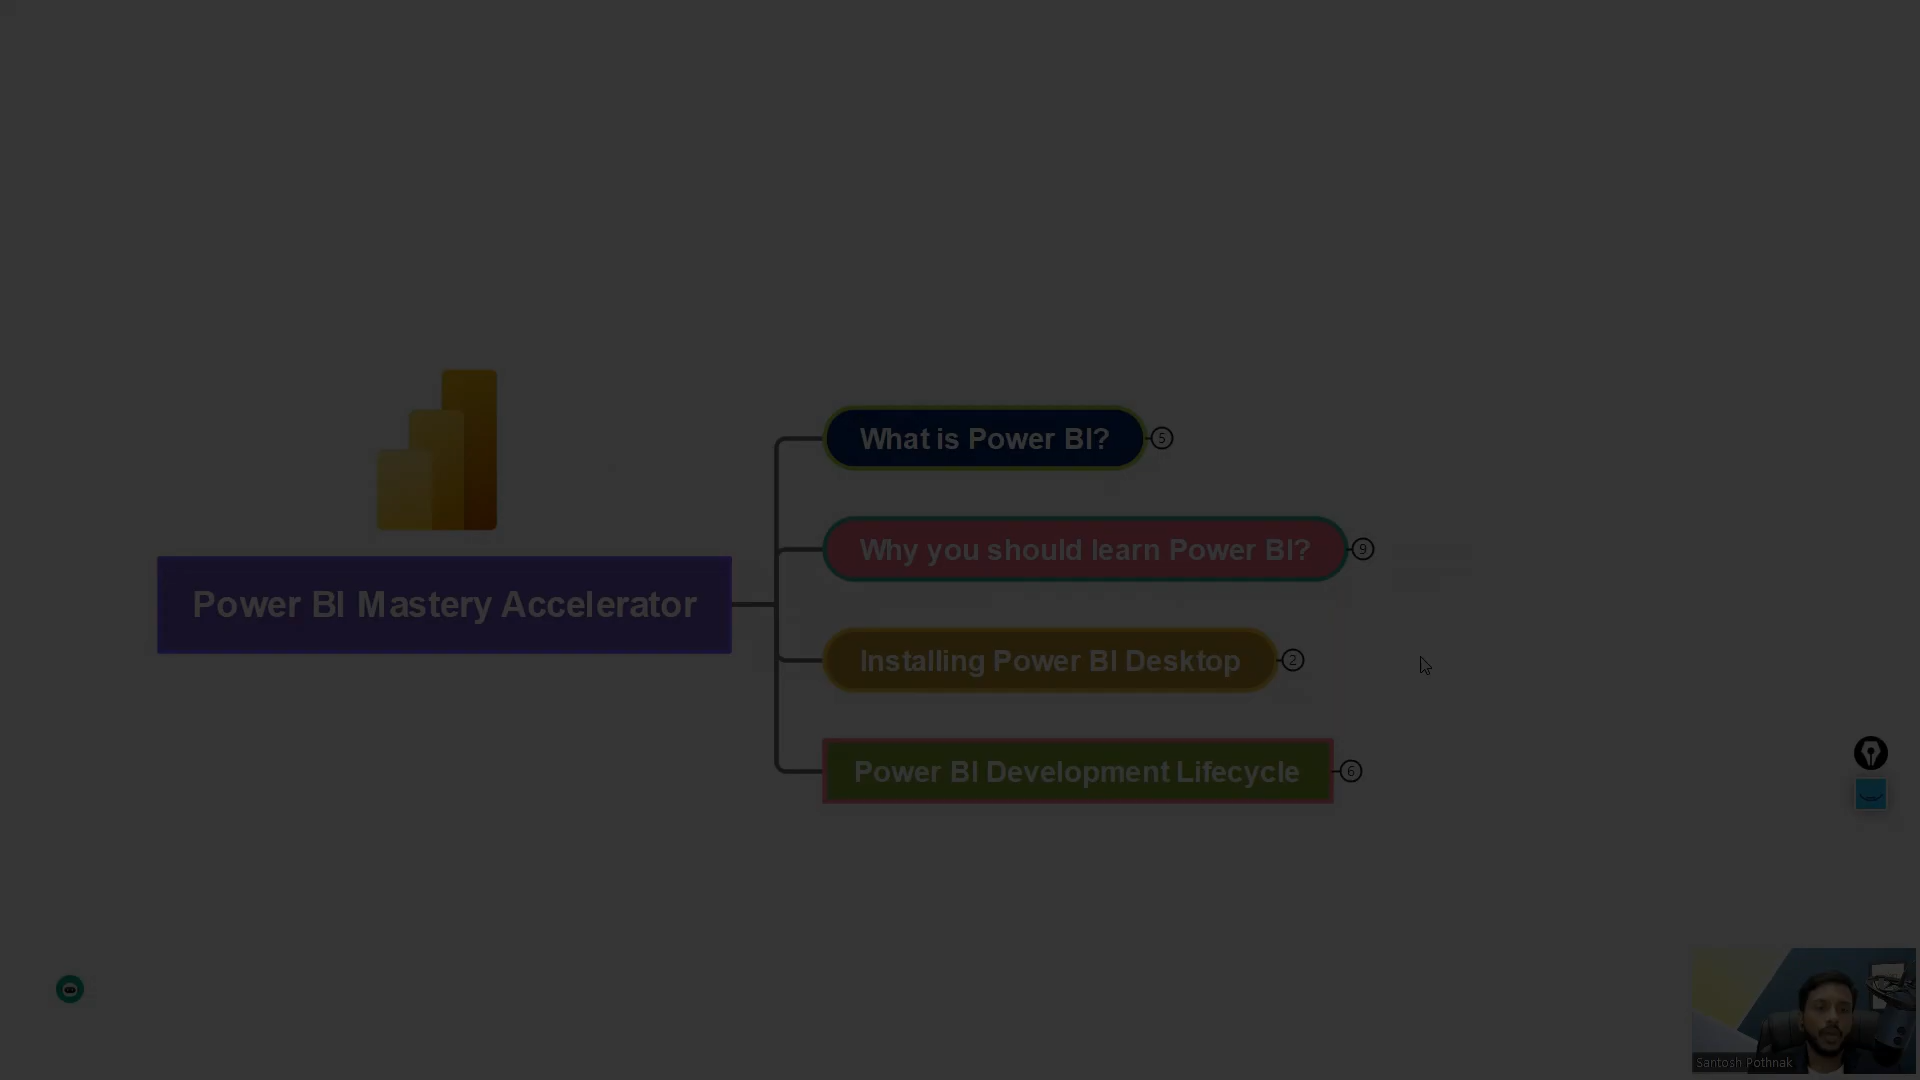 What is Power BI?
5
Why you should learn Power BI?
9
Power BI Mastery Accelerator
Installing Power BI Desktop
2
Power BI Development Lifecycle
6
Santosh Pothnak